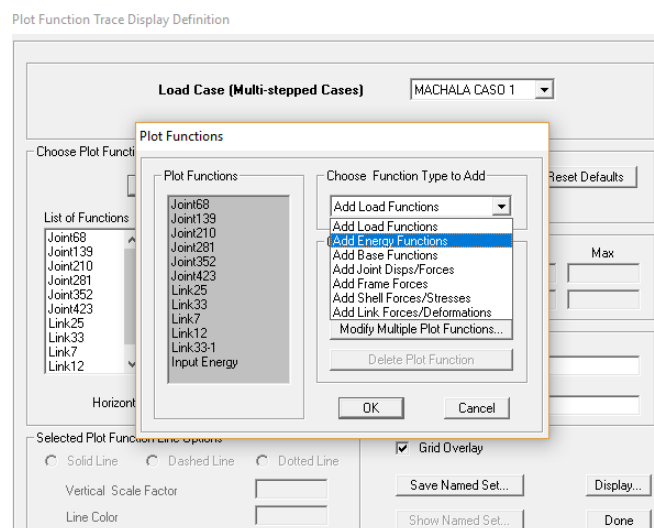 Plot Function Trace Display Definition
Load Case (Multi-stepped Cases)
MACHALA CASO 1
Plot Functions
Choose Plot Functi
Reset Defaults
List of Functions
Joint68
Joint139
Joint210
Joint281
Joint352
Joint423
Link25
Link33
Link7
Link12
Plot Functions
Joint68
Joint139
Joint210
Joint281
Joint352
Joint423
Link25
Link33
Link7
Link12
Link33-1
Input Energy
Choose Function Type to Add
Add Load Functions
Add Load Functions
Add Energy Functions
Add Base Functions
Add Joint Disps/Forces
Add Frame Forces
Add Shell Forces/Stresses
Add Link Forces/Deformations
Modify Multiple Plot Functions...
Delete Plot Function
Max
OK
Cancel
Horizont
Selected Plot Function Line Options
Solid Line
Dashed Line
Dotted Line
Vertical Scale Factor
Line Color
Grid Overlay
Save Named Set...
Display...
Show Named Set...
Done